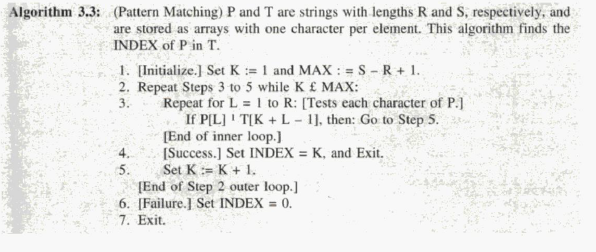 Algorithm 3.3: (Pattern Matching) P and T are strings with lengths R and S, respectively, and
are stored as arrays with one character per element. This algorithm finds the
INDEX of P in T.
1. [Initialize.] Set K := 1 and MAX : = S – R + 1.
2. Repeat Steps 3 to 5 while K £ MAX:
3. Repeat for L = 1 to R: [Tests each character of P.]
If P[L] ¹ T[K + L – 1], then: Go to Step 5.
[End of inner loop.]
4. [Success.] Set INDEX = K, and Exit.
5. Set K := K + 1.
[End of Step 2 outer loop.]
6. [Failure.] Set INDEX = 0.
7. Exit.